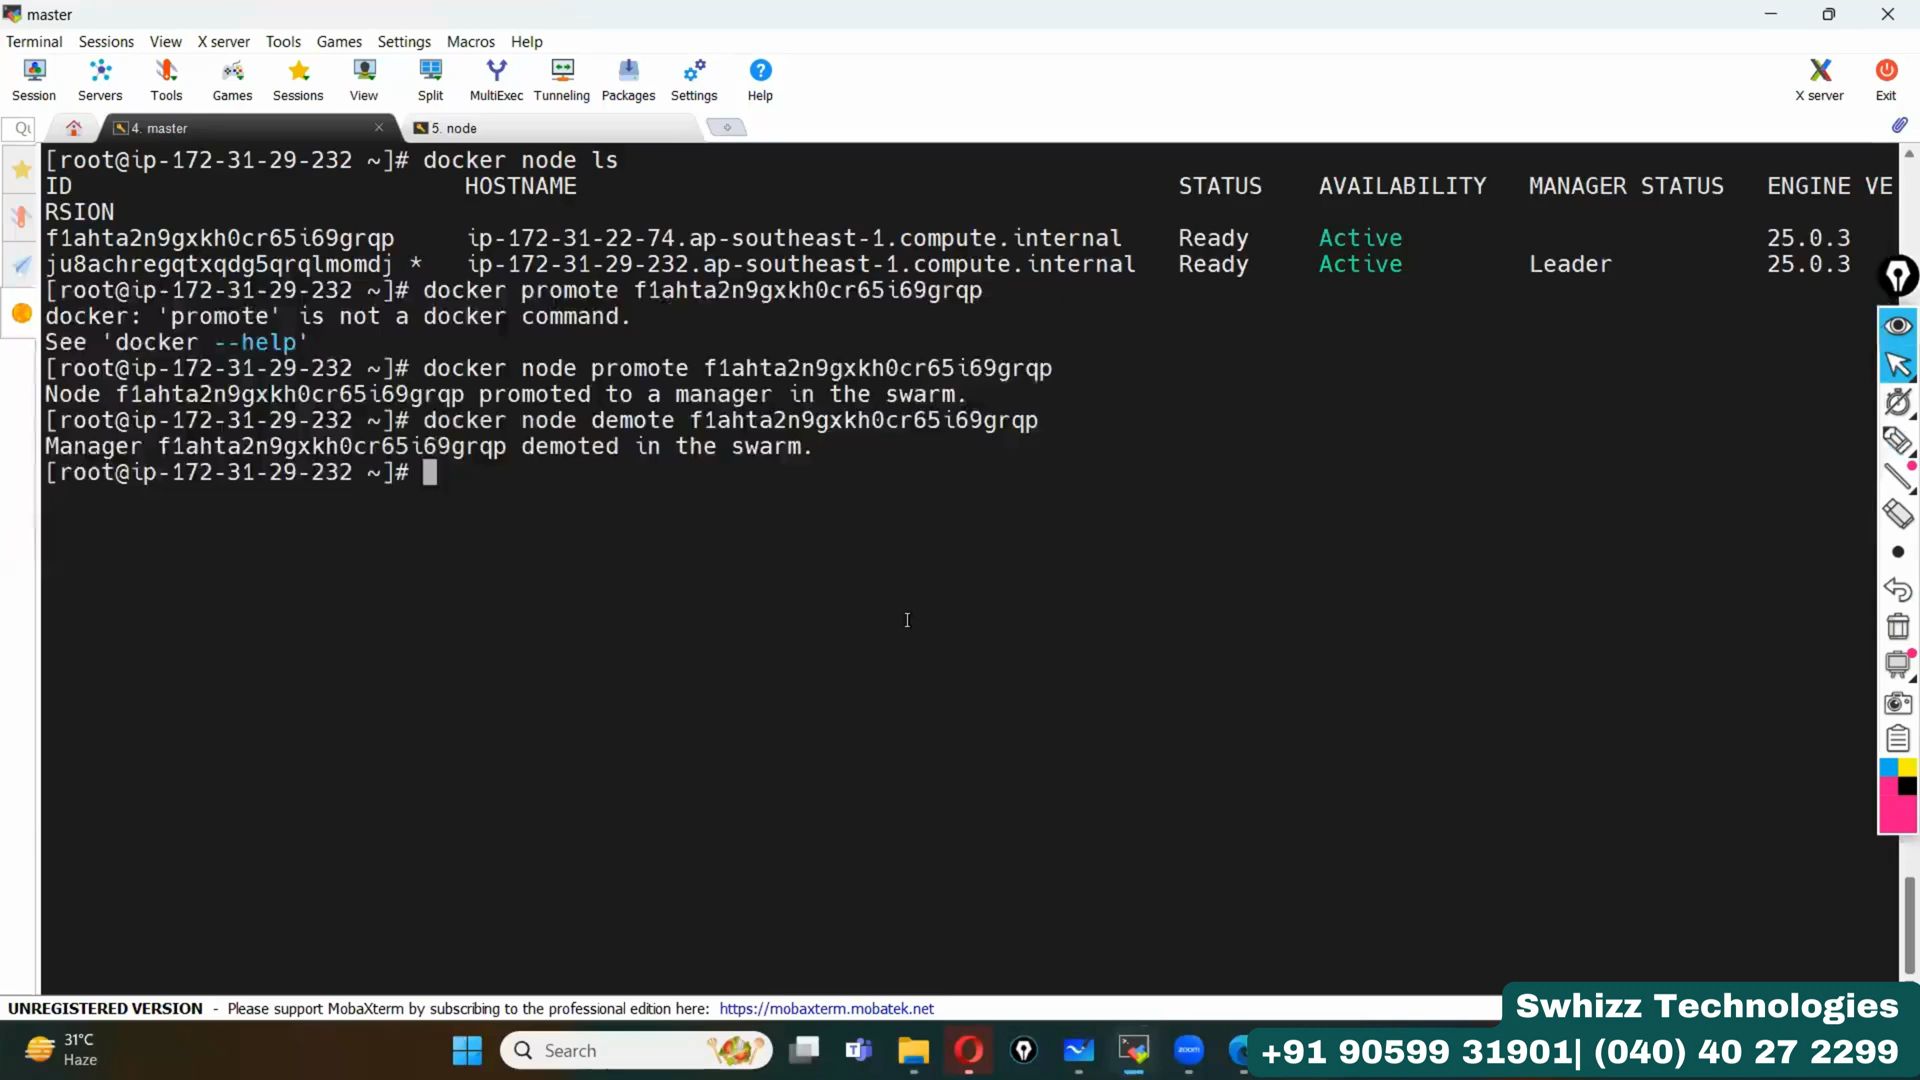 master
Terminal Sessions View X server Tools Games Settings Macros Help
Session Servers Tools Games Sessions View Split MultiExec Tunneling Packages Settings Help X server Exit
4. master 5. node
[root@ip-172-31-29-232 ~]# docker node ls
ID HOSTNAME STATUS AVAILABILITY MANAGER STATUS ENGINE VE
RSION
f1ahta2n9gxkh0cr65i69grqp ip-172-31-22-74.ap-southeast-1.compute.internal Ready Active 25.0.3
ju8achregqtxqdg5qrqlmomdj * ip-172-31-29-232.ap-southeast-1.compute.internal Ready Active Leader 25.0.3
[root@ip-172-31-29-232 ~]# docker promote f1ahta2n9gxkh0cr65i69grqp
docker: 'promote' is not a docker command.
See 'docker --help'
[root@ip-172-31-29-232 ~]# docker node promote f1ahta2n9gxkh0cr65i69grqp
Node f1ahta2n9gxkh0cr65i69grqp promoted to a manager in the swarm.
[root@ip-172-31-29-232 ~]# docker node demote f1ahta2n9gxkh0cr65i69grqp
Manager f1ahta2n9gxkh0cr65i69grqp demoted in the swarm.
[root@ip-172-31-29-232 ~]#
UNREGISTERED VERSION - Please support MobaXterm by subscribing to the professional edition here: https://mobaxterm.mobatek.net
Swhizz Technologies
31°C
Haze
Search
zoom
+91 90599 31901| (040) 40 27 2299